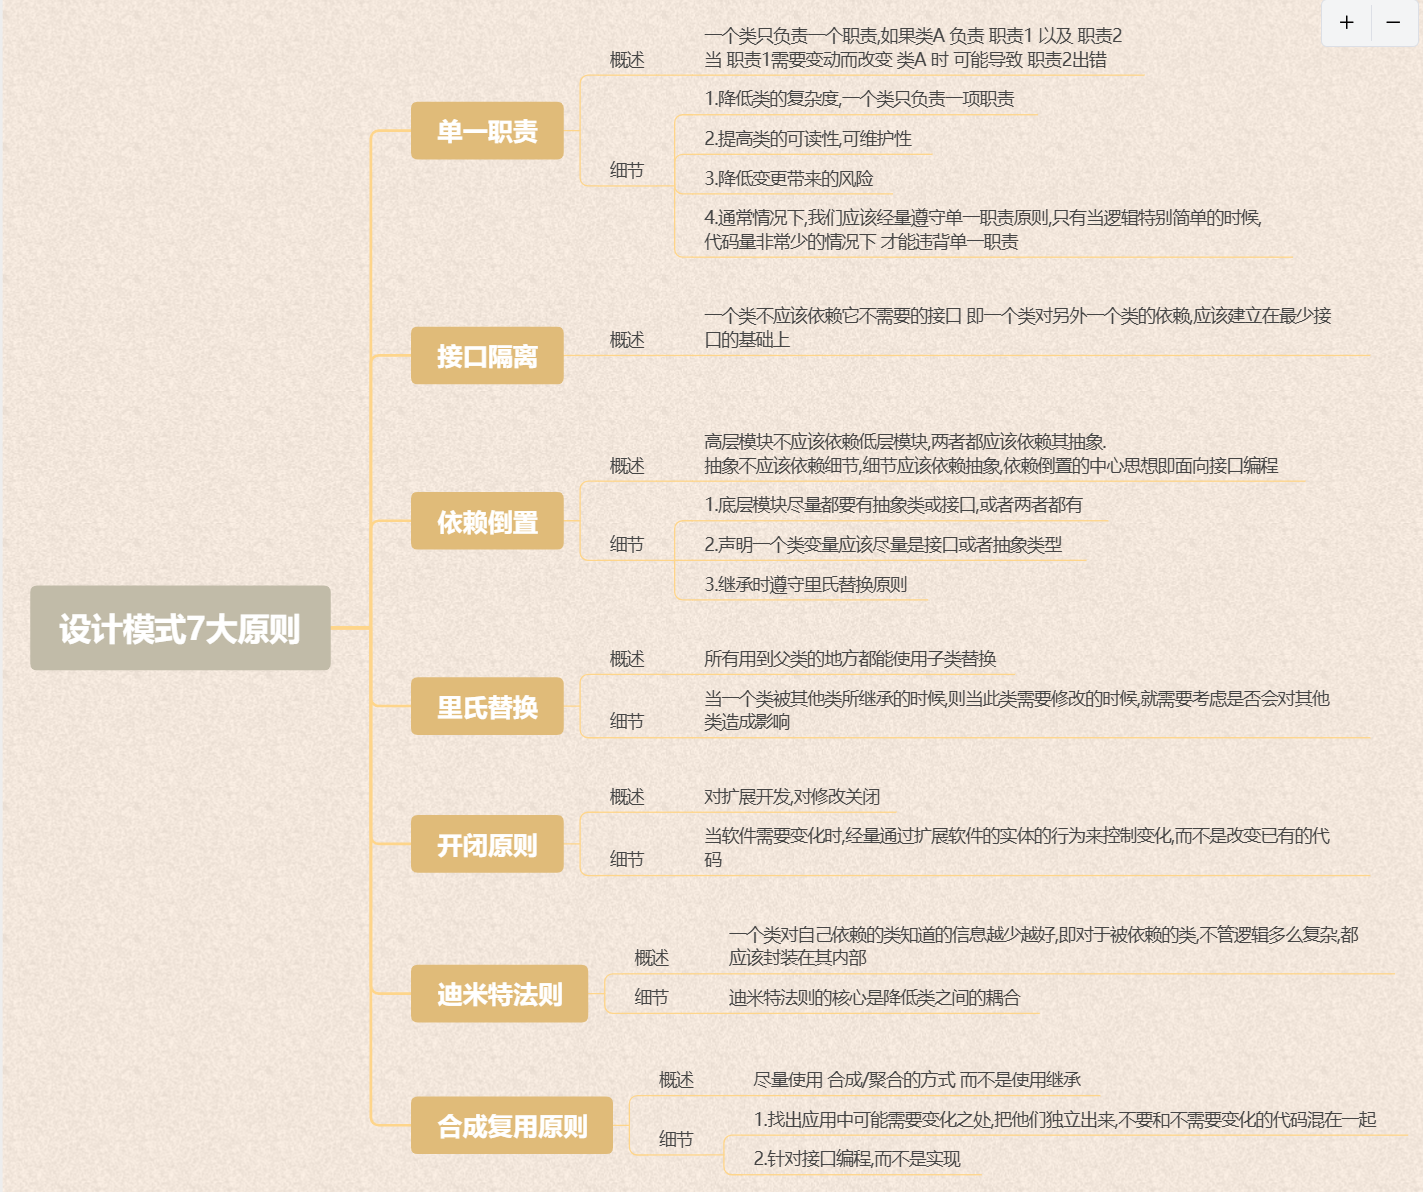 设计模式7大原则
单一职责
概述
一个类只负责一个职责,如果类A 负责 职责1 以及 职责2
当 职责1需要变动而改变 类A 时 可能导致 职责2出错
细节
1.降低类的复杂度,一个类只负责一项职责
2.提高类的可读性,可维护性
3.降低变更带来的风险
4.通常情况下,我们应该经量遵守单一职责原则,只有当逻辑特别简单的时候,
代码量非常少的情况下 才能违背单一职责
接口隔离
概述
一个类不应该依赖它不需要的接口 即一个类对另外一个类的依赖,应该建立在最少接
口的基础上
依赖倒置
概述
高层模块不应该依赖低层模块,两者都应该依赖其抽象.
抽象不应该依赖细节,细节应该依赖抽象,依赖倒置的中心思想即面向接口编程
细节
1.底层模块尽量都要有抽象类或接口,或者两者都有
2.声明一个类变量应该尽量是接口或者抽象类型
3.继承时遵守里氏替换原则
里氏替换
概述
所有用到父类的地方都能使用子类替换
细节
当一个类被其他类所继承的时候,则当此类需要修改的时候,就需要考虑是否会对其他
类造成影响
开闭原则
概述
对扩展开发,对修改关闭
细节
当软件需要变化时,经量通过扩展软件的实体的行为来控制变化,而不是改变已有的代
码
迪米特法则
概述
一个类对自己依赖的类知道的信息越少越好,即对于被依赖的类,不管逻辑多么复杂,都
应该封装在其内部
细节
迪米特法则的核心是降低类之间的耦合
合成复用原则
概述
尽量使用 合成/聚合的方式 而不是使用继承
细节
1.找出应用中可能需要变化之处,把他们独立出来,不要和不需要变化的代码混在一起
2.针对接口编程,而不是实现